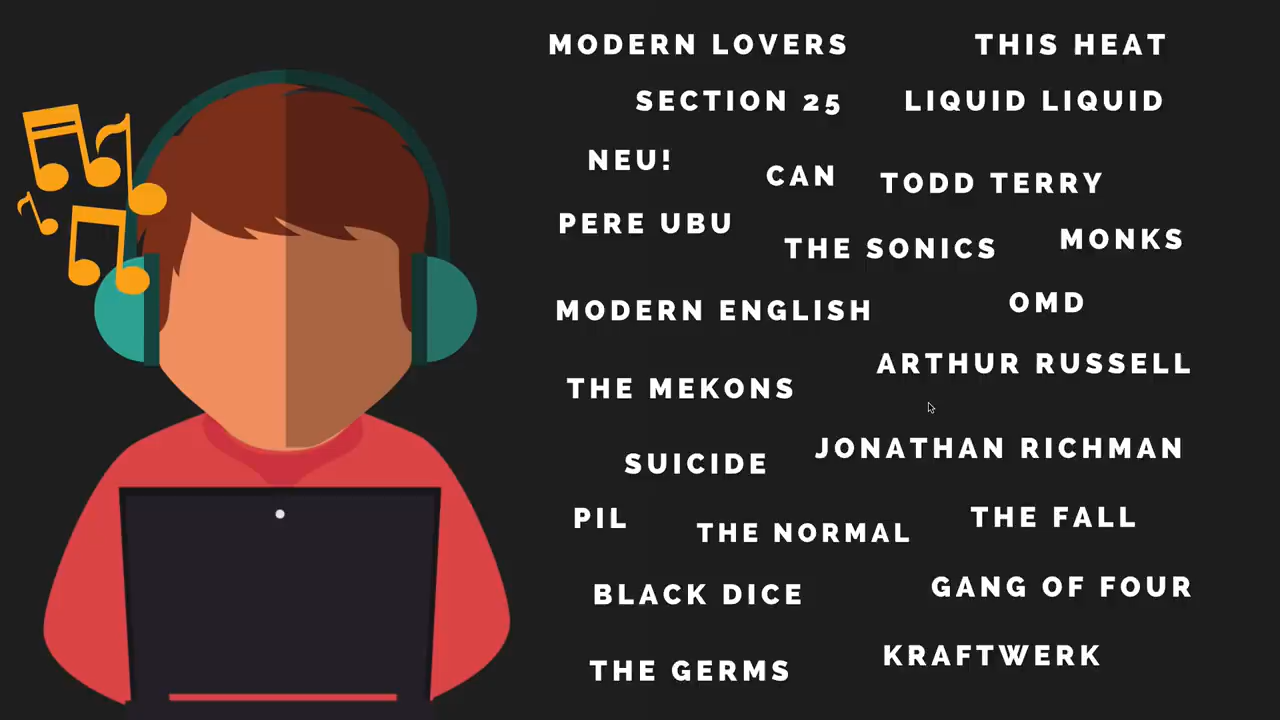 MODERN LOVERS
THIS HEAT
SECTION 25
LIQUID LIQUID
NEU!
CAN
TODD TERRY
PERE UBU
THE SONICS
MONKS
MODERN ENGLISH
OMD
ARTHUR RUSSELL
THE MEKONS
JONATHAN RICHMAN
SUICIDE
PIL
THE NORMAL
THE FALL
BLACK DICE
GANG OF FOUR
THE GERMS
KRAFTWERK